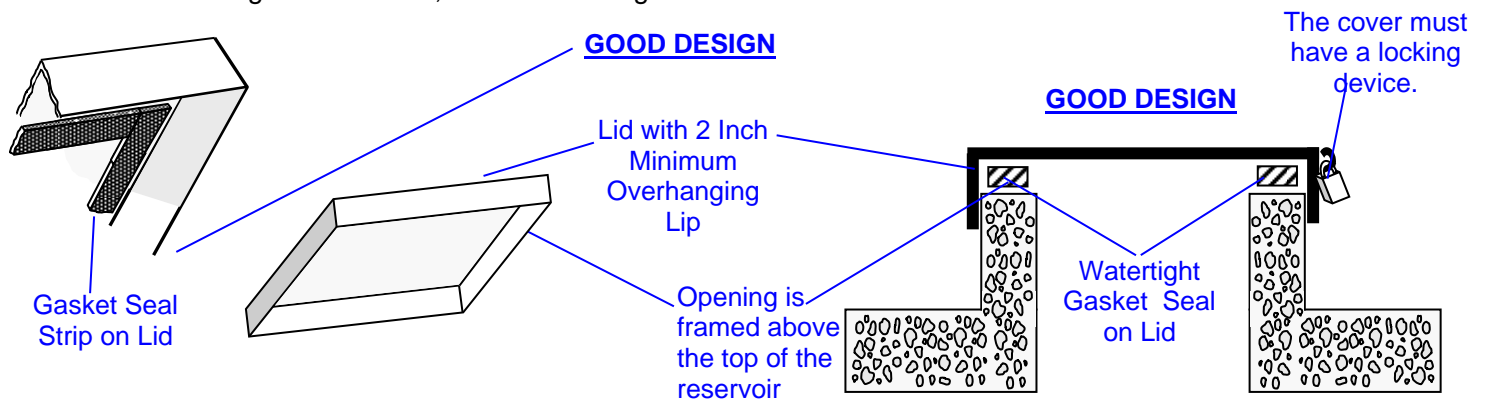 GOOD DESIGN
The cover must
have a locking
device.
GOOD DESIGN
Lid with 2 Inch
Minimum
Overhanging
Lip
Gasket Seal
Strip on Lid
Opening is
framed above
the top of the
reservoir
Watertight
Gasket Seal
on Lid